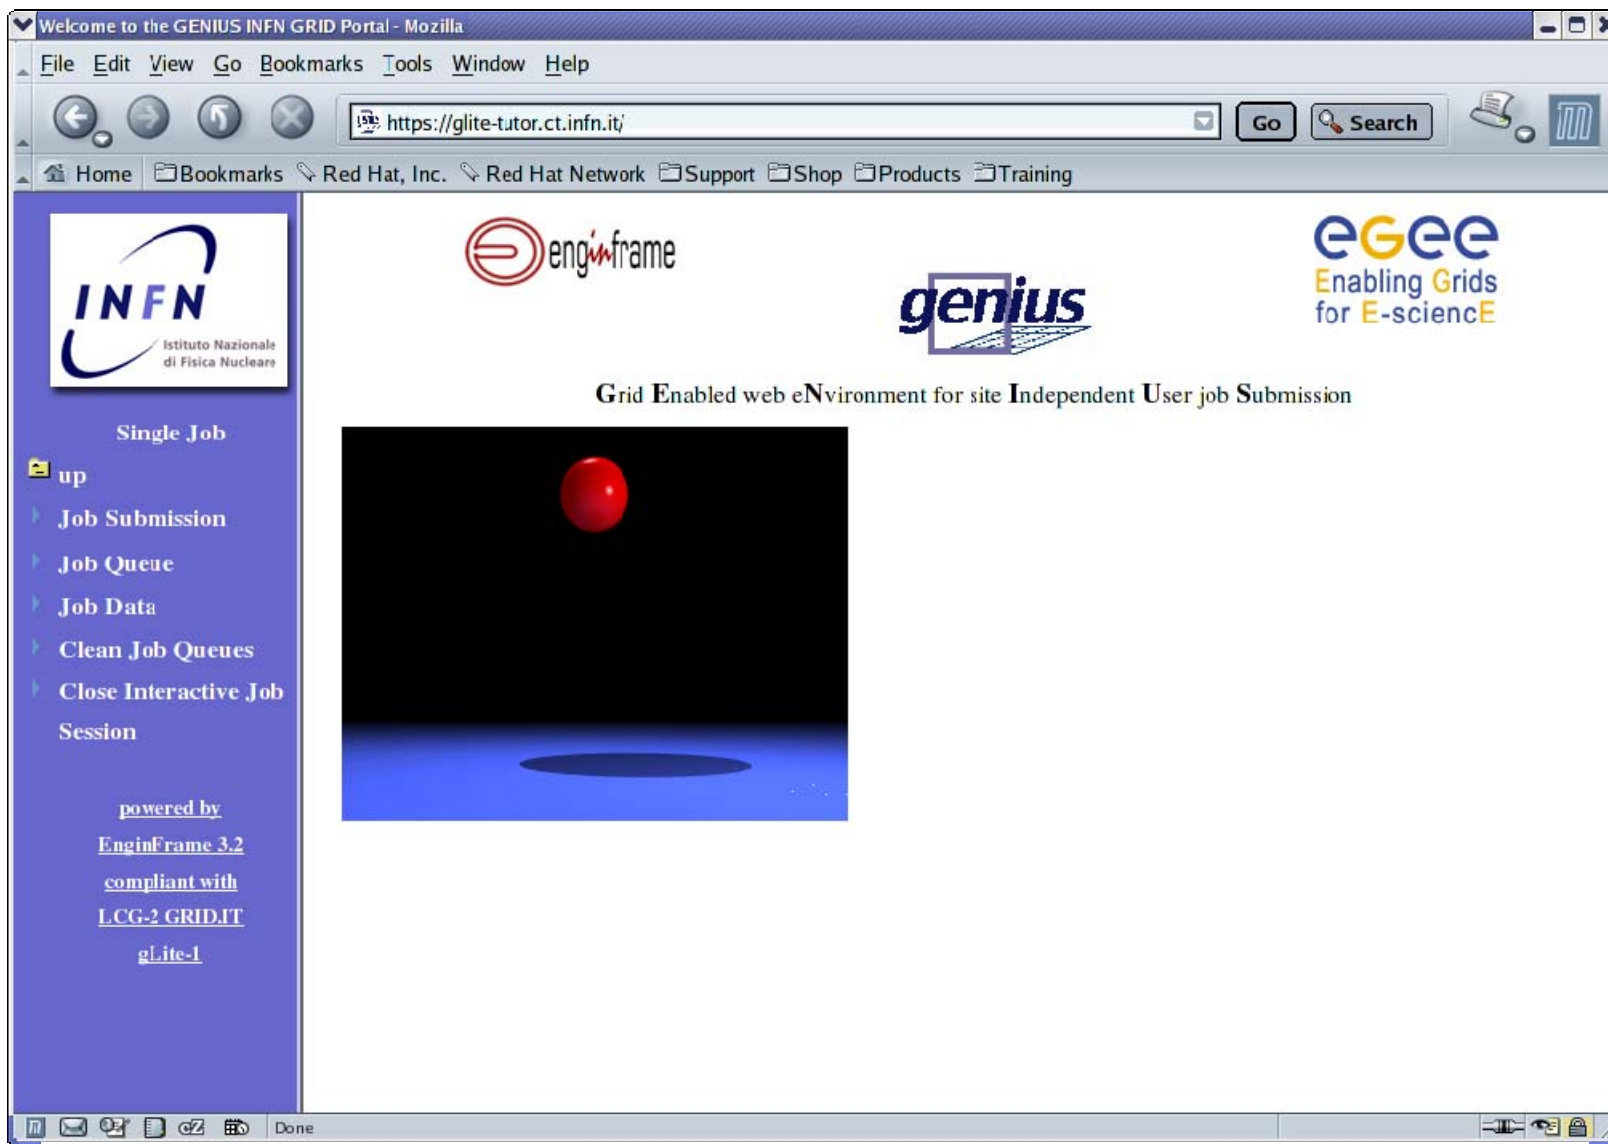 Welcome to the GENIUS INFN GRID Portal - Mozilla
File Edit View Go Bookmarks Tools Window Help
https://glite-tutor.ct.infn.it/ Go Search
Home Bookmarks Red Hat, Inc. Red Hat Network Support Shop Products Training
INFN
Istituto Nazionale
di Fisica Nucleare
Single Job
up
Job Submission
Job Queue
Job Data
Clean Job Queues
Close Interactive Job
Session
powered by
EnginFrame 3.2
compliant with
LCG-2 GRID.IT
gLite-1
enginframe
genius
eGee
Enabling Grids
for E-sciencE
Grid Enabled web eNvironment for site Independent User job Submission
Done